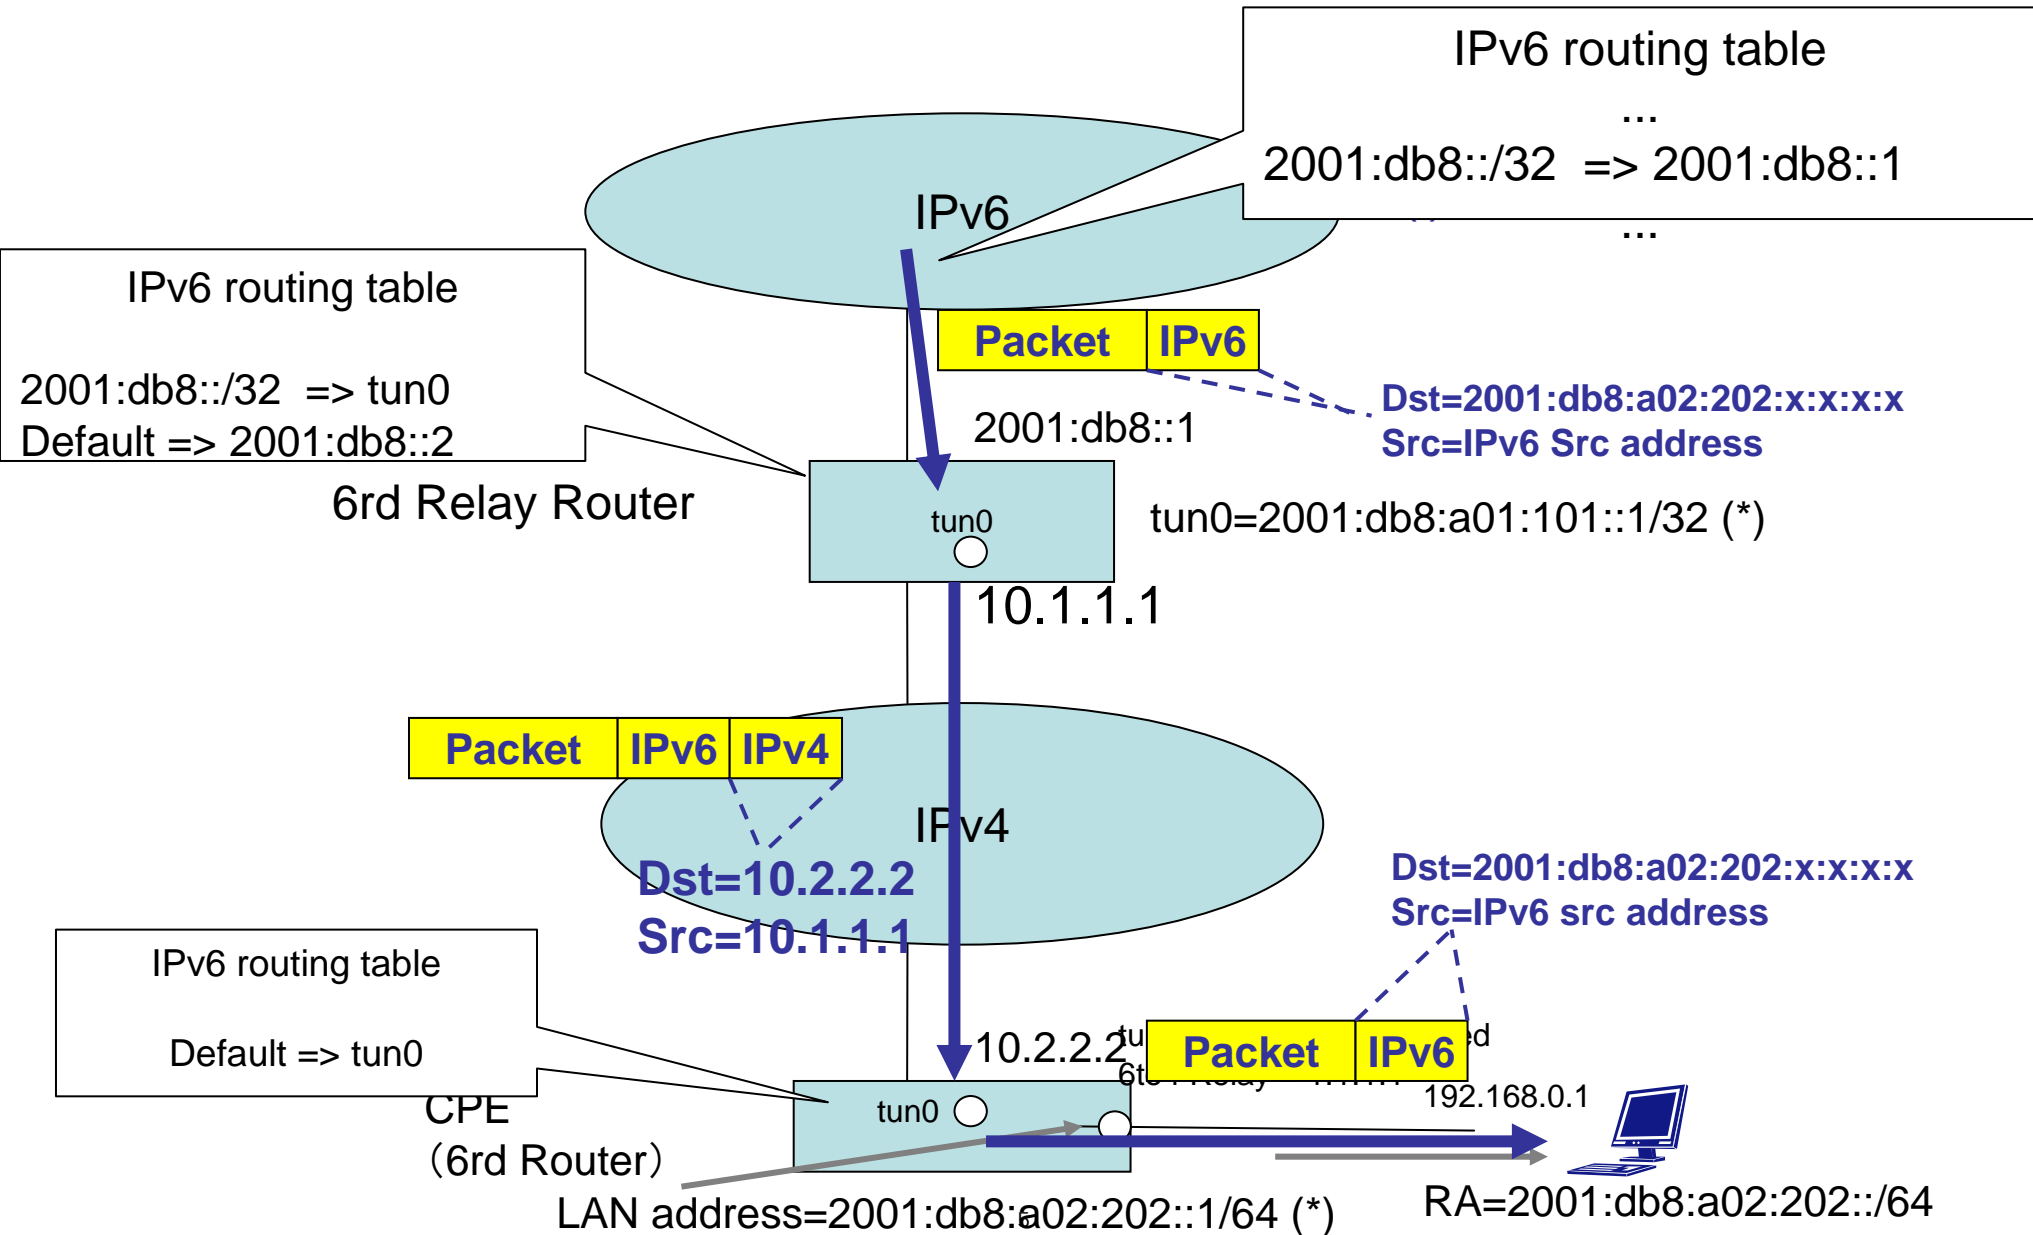 IPv6 routing table
...
2001:db8::/32 => 2001:db8::1
...
IPv6
IPv6 routing table
2001:db8::/32 => tun0
Default => 2001:db8::2
Packet IPv6
Dst=2001:db8:a02:202:x:x:x:x
Src=IPv6 Src address
2001:db8::1
6rd Relay Router
tun0
tun0=2001:db8:a01:101::1/32 (*)
10.1.1.1
Packet IPv6 IPv4
IPv4
Dst=10.2.2.2
Src=10.1.1.1
Dst=2001:db8:a02:202:x:x:x:x
Src=IPv6 src address
IPv6 routing table
Default => tun0
10.2.2.2
Packet IPv6
192.168.0.1
CPE
（6rd Router）
tun0
LAN address=2001:db8:a02:202::1/64 (*)
RA=2001:db8:a02:202::/64